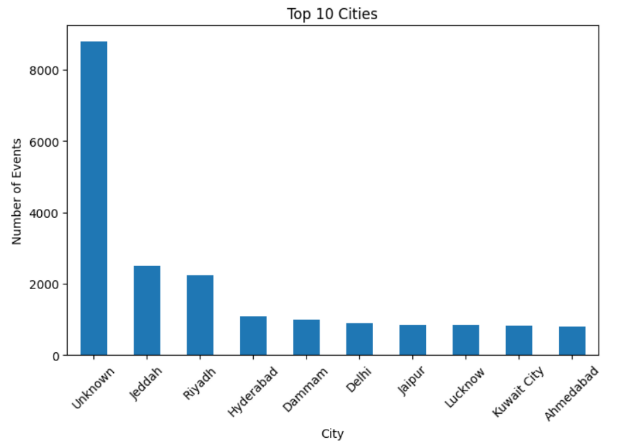 Top 10 Cities
Number of Events
8000
6000
4000
2000
0
Unknown
Jeddah
Riyadh
Hyderabad
Dammam
Delhi
Jaipur
Lucknow
Kuwait City
Ahmedabad
City